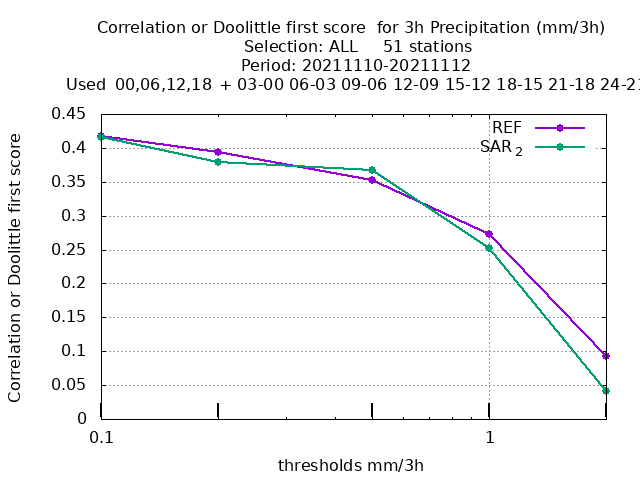 Correlation or Doolittle first score for 3h Precipitation (mm/3h)
Selection: ALL 51 stations
Period: 20211110-20211112
Used 00,06,12,18 + 03-00 06-03 09-06 12-09 15-12 18-15 21-18 24-21
REF
SAR 2
0.45
0.4
0.35
0.3
0.25
0.2
0.15
0.1
0.05
0
0.1 1
thresholds mm/3h
Correlation or Doolittle first score